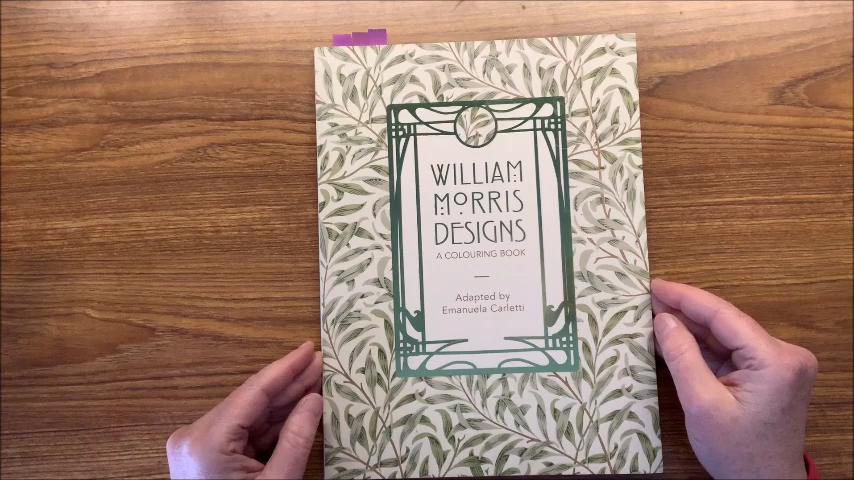 WILLIAM
MORRIS
DESIGNS
A COLOURING BOOK
Adapted by
Emanuela Carletti